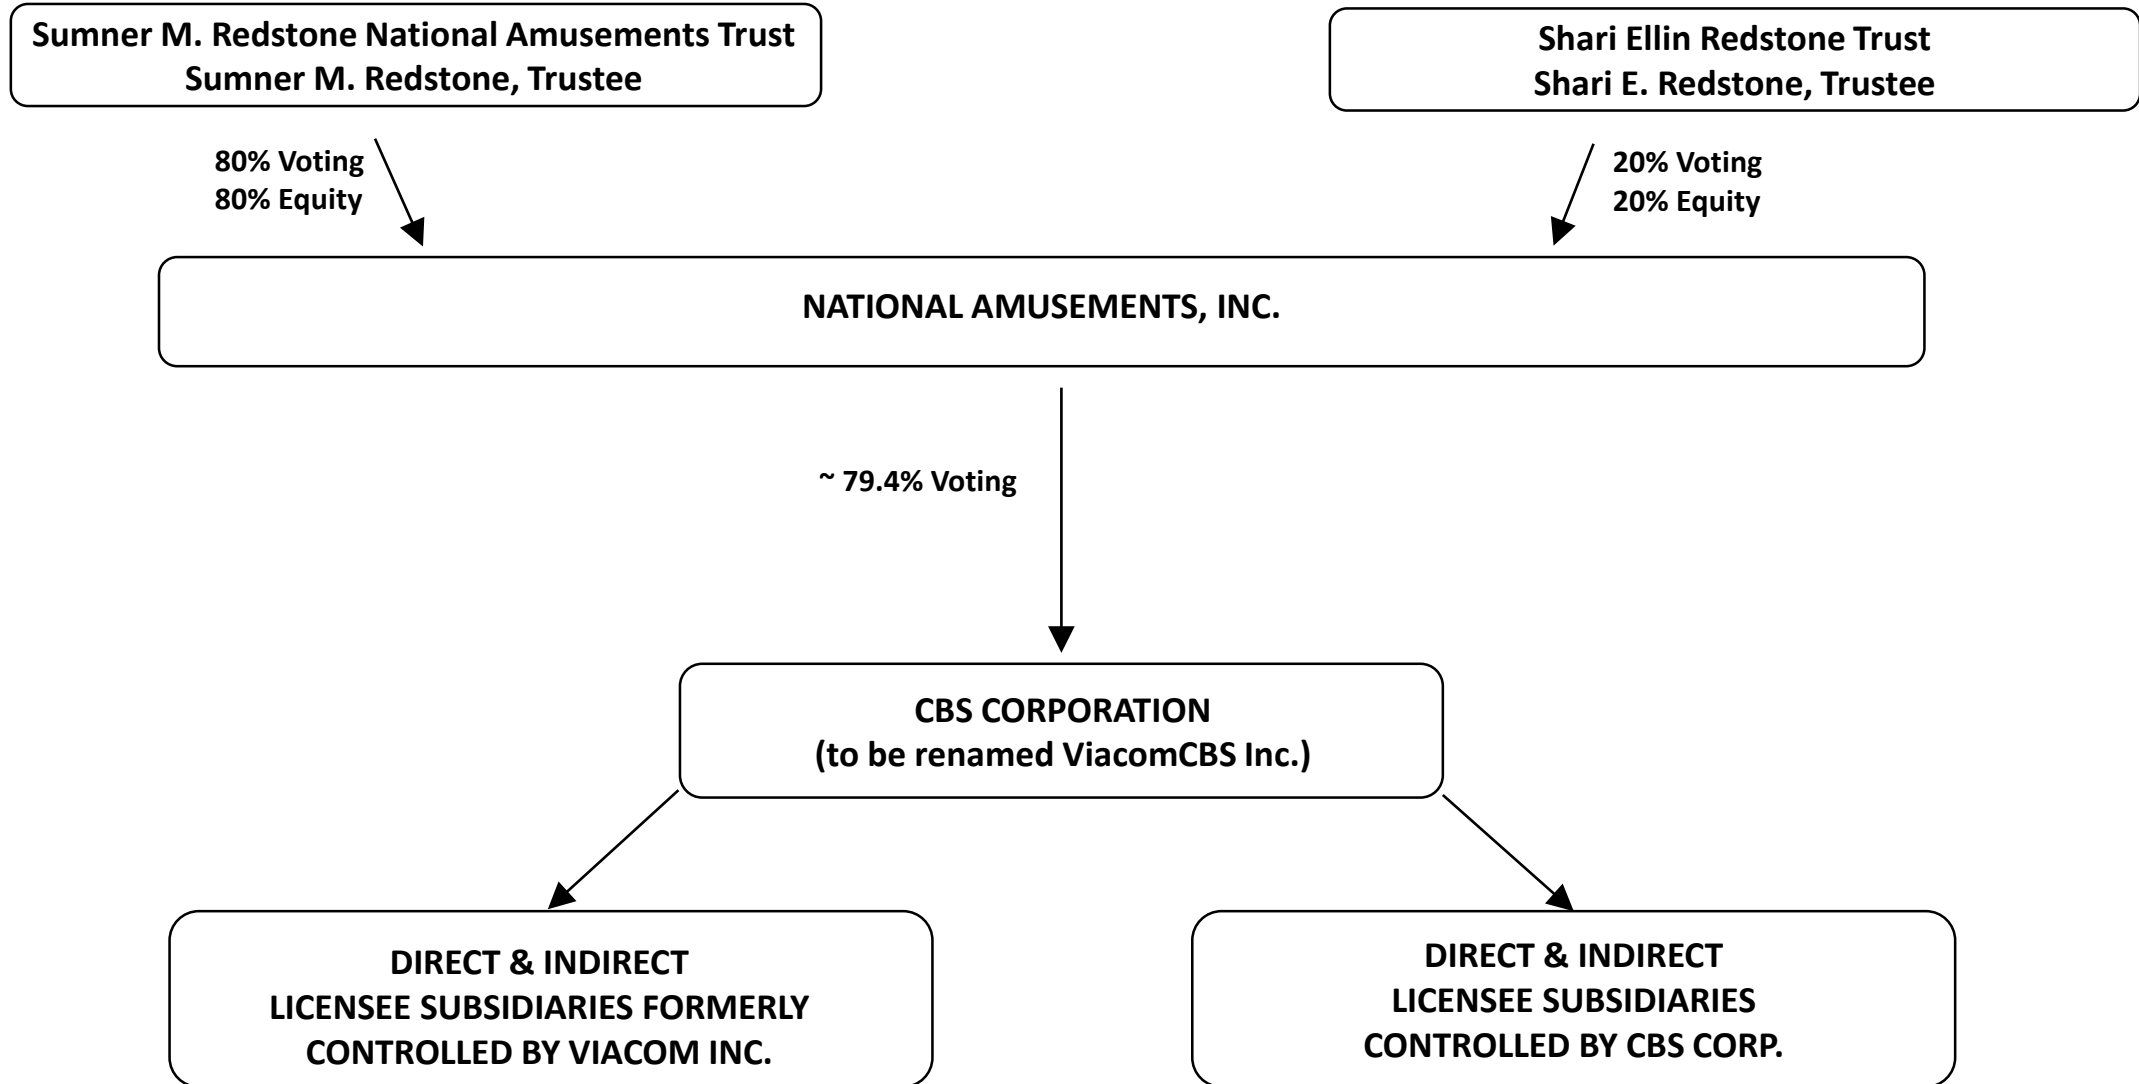 Sumner M. Redstone National Amusements Trust
Sumner M. Redstone, Trustee
Shari Ellin Redstone Trust
Shari E. Redstone, Trustee
80% Voting
80% Equity
20% Voting
20% Equity
NATIONAL AMUSEMENTS, INC.
~ 79.4% Voting
CBS CORPORATION
(to be renamed ViacomCBS Inc.)
DIRECT & INDIRECT
LICENSEE SUBSIDIARIES FORMERLY
CONTROLLED BY VIACOM INC.
DIRECT & INDIRECT
LICENSEE SUBSIDIARIES
CONTROLLED BY CBS CORP.